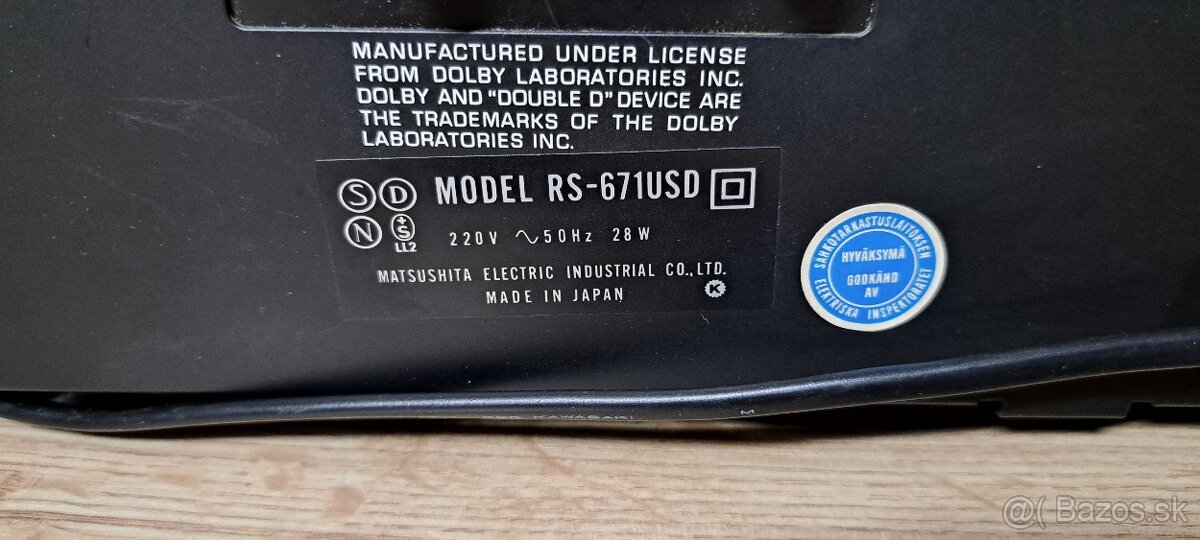 MANUFACTURED UNDER LICENSE
FROM DOLBY LABORATORIES INC.
DOLBY AND "DOUBLE D" DEVICE ARE
THE TRADEMARKS OF THE DOLBY
LABORATORIES INC.
S D MODEL RS-671USD
N +S LL2
220V ∿50Hz 28W
MATSUSHITA ELECTRIC INDUSTRIAL CO., LTD.
MADE IN JAPAN K
SÄHKÖTARKASTUSLAITOKSEN
HYVÄKSYMÄ
GODKÄND
AV
ELEKTRISKA INSPEKTORATET
KAWASAKI M
@( Bazos.sk